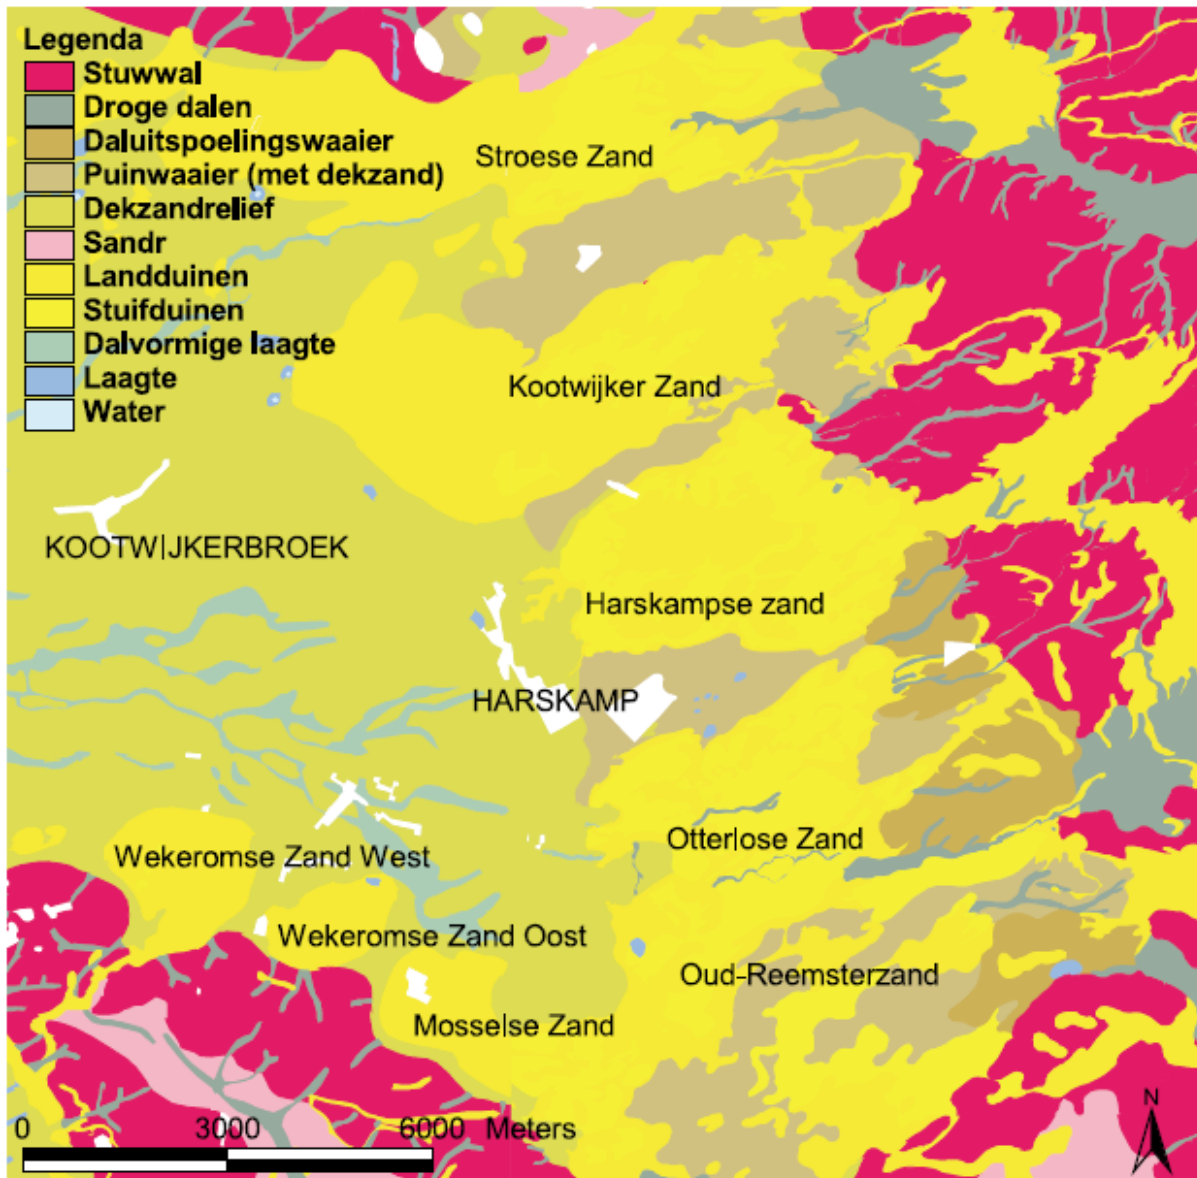 Legenda
Stuwwal
Droge dalen
Daluitspoelingswaaier
Puinwaaier (met dekzand)
Dekzandrelief
Sandr
Landduinen
Stuifduinen
Dalvormige laagte
Laagte
Water
Stroese Zand
Kootwijker Zand
KOOTWIJKERBROEK
Harskampse zand
HARSKAMP
Otterlose Zand
Wekeromse Zand West
Wekeromse Zand Oost
Oud-Reemsterzand
Mosselse Zand
N
0 3000 6000 Meters